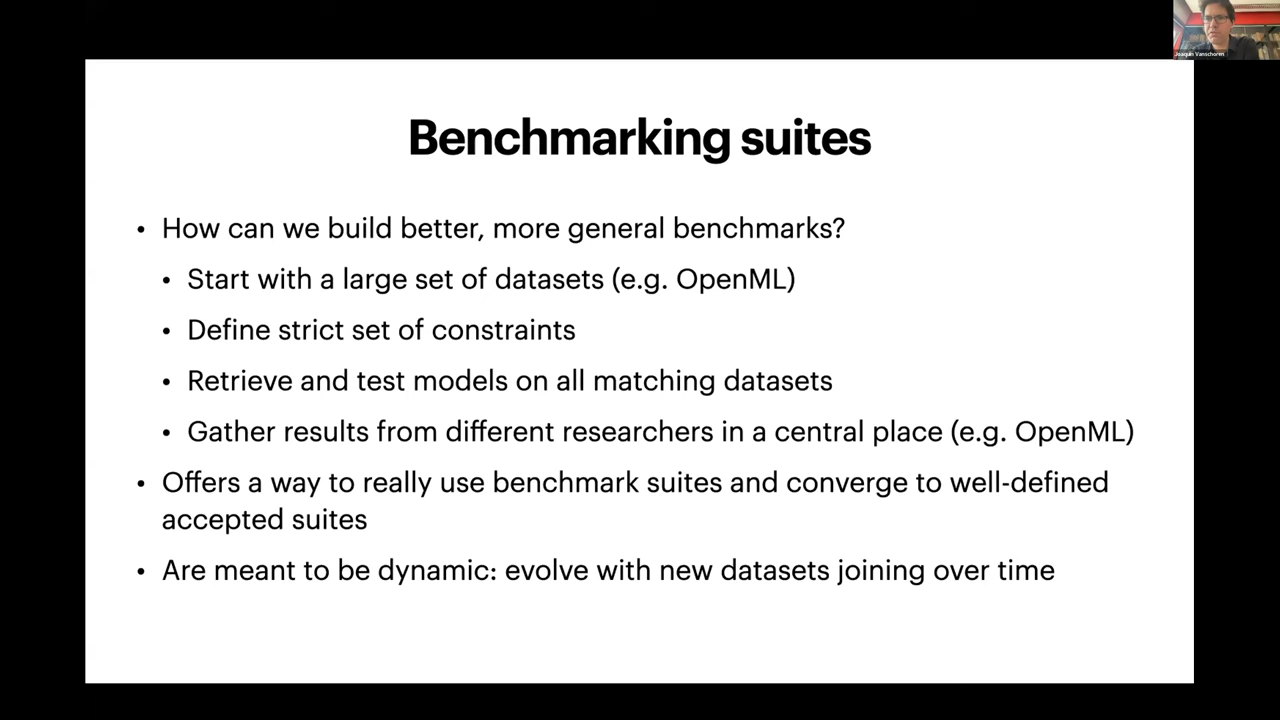 Joaquin Vanschoren
Benchmarking suites
• How can we build better, more general benchmarks?
• Start with a large set of datasets (e.g. OpenML)
• Define strict set of constraints
• Retrieve and test models on all matching datasets
• Gather results from different researchers in a central place (e.g. OpenML)
• Offers a way to really use benchmark suites and converge to well-defined
accepted suites
• Are meant to be dynamic: evolve with new datasets joining over time